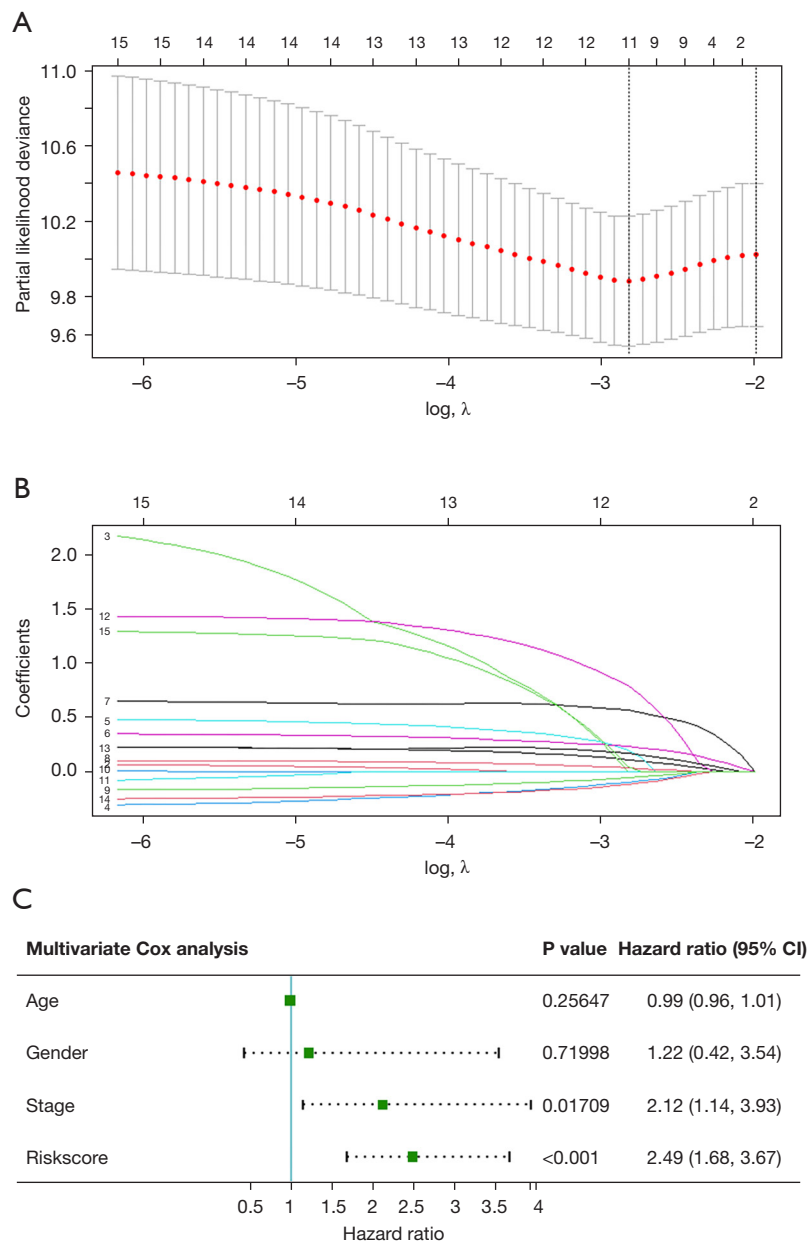 A
15 15 14 14 14 14 13 13 13 12 12 12 11 9 9 4 2
11.0
10.6
10.2
9.8
9.6
Partial likelihood deviance
−6 −5 −4 −3 −2
log, λ
B
15 14 13 12 2
2.0
1.5
1.0
0.5
0.0
Coefficients
3
12
15
7
5
6
13
8
10
11
9
14
4
−6 −5 −4 −3 −2
log, λ
C
Multivariate Cox analysis P value Hazard ratio (95% CI)
Age 0.25647 0.99 (0.96, 1.01)
Gender 0.71998 1.22 (0.42, 3.54)
Stage 0.01709 2.12 (1.14, 3.93)
Riskscore <0.001 2.49 (1.68, 3.67)
0.5 1 1.5 2 2.5 3 3.5 4
Hazard ratio